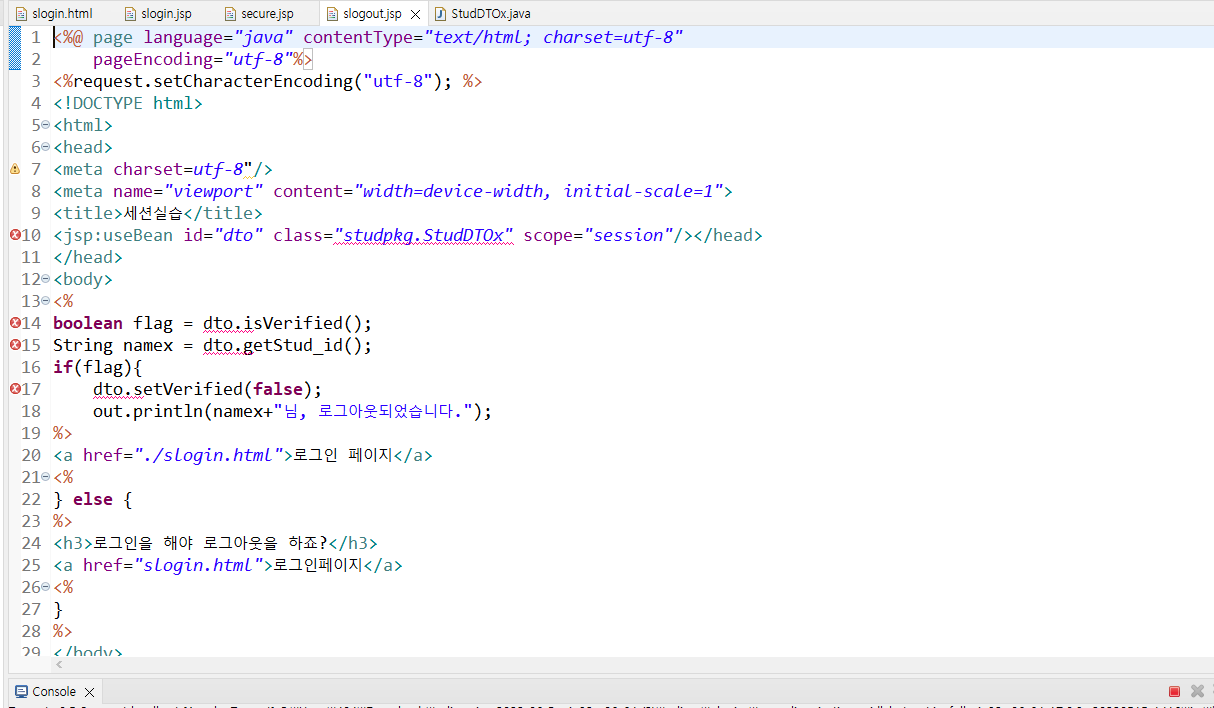 slogin.html
slogin.jsp
secure.jsp
slogout.jsp
StudDTOx.java
1 <%@ page language="java" contentType="text/html; charset=utf-8"
2     pageEncoding="utf-8"%>
3 <%request.setCharacterEncoding("utf-8"); %>
4 <!DOCTYPE html>
5 <html>
6 <head>
7 <meta charset=utf-8"/>
8 <meta name="viewport" content="width=device-width, initial-scale=1">
9 <title>세션실습</title>
10 <jsp:useBean id="dto" class="studpkg.StudDTOx" scope="session"/></head>
11 </head>
12 <body>
13 <%
14 boolean flag = dto.isVerified();
15 String namex = dto.getStud_id();
16 if(flag){
17     dto.setVerified(false);
18     out.println(namex+"님, 로그아웃되었습니다.");
19 %>
20 <a href="./slogin.html">로그인 페이지</a>
21 <%
22 } else {
23 %>
24 <h3>로그인을 해야 로그아웃을 하죠?</h3>
25 <a href="slogin.html">로그인페이지</a>
26 <%
27 }
28 %>
29 </body>
Console